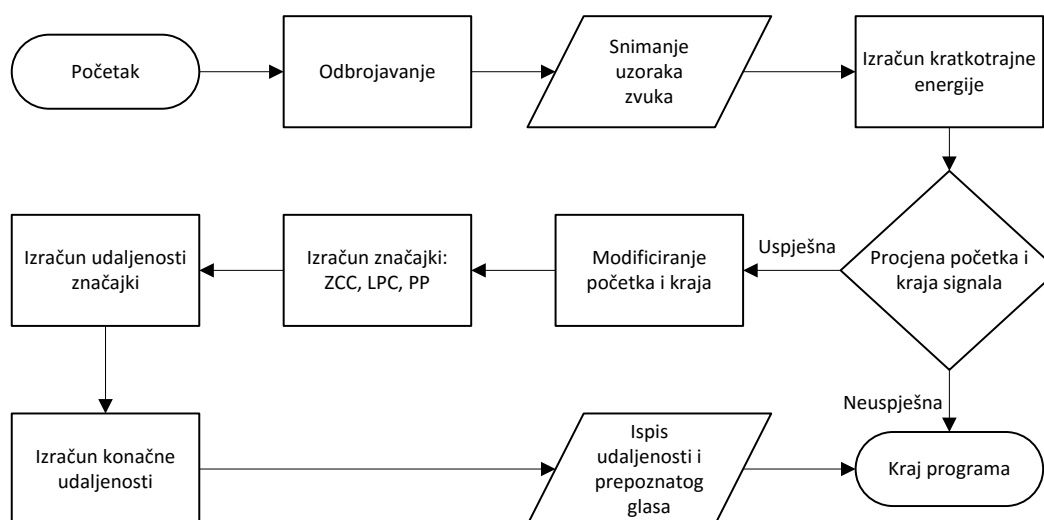 Početak
Odbrojavanje
Snimanje
uzoraka
zvuka
Izračun kratkotrajne
energije
Procjena početka i
kraja signala
Uspješna
Modificiranje
početka i kraja
Izračun značajki:
ZCC, LPC, PP
Izračun udaljenosti
značajki
Neuspješna
Izračun konačne
udaljenosti
Ispis
udaljenosti i
prepoznatog
glasa
Kraj programa